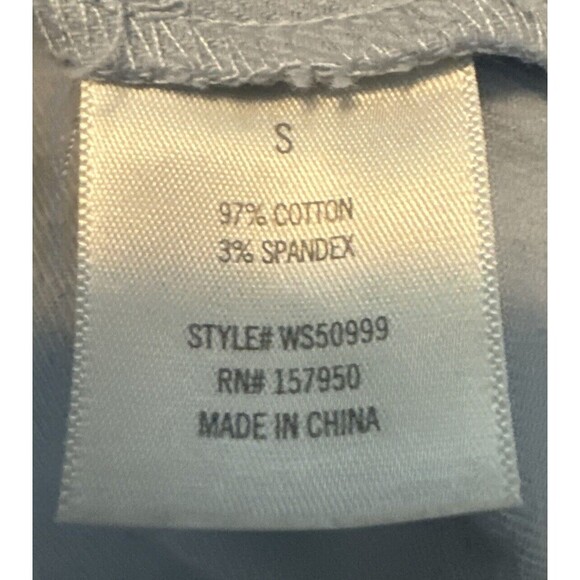 S
97% COTTON
3% SPANDEX
STYLE# WS50999
RN# 157950
MADE IN CHINA